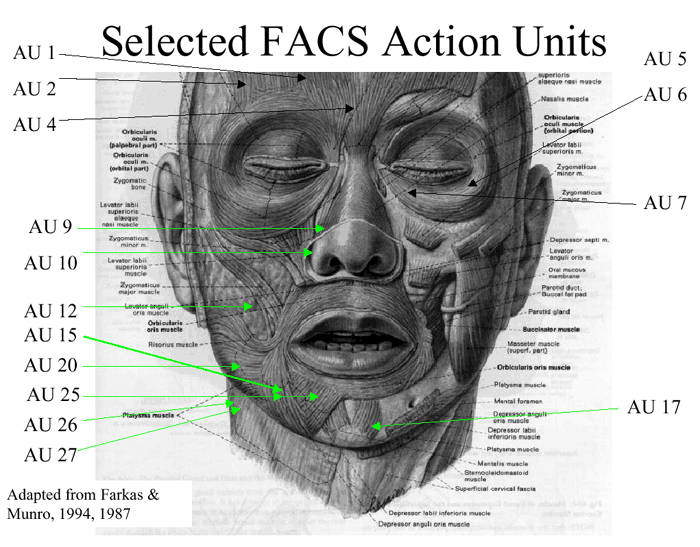 Selected FACS Action Units
AU 1
AU 2
AU 4
AU 9
AU 10
AU 12
AU 15
AU 20
AU 25
AU 26
AU 27
AU 5
AU 6
AU 7
AU 17
Orbicularis
oculi m.
(palpebral part)
Orbicularis
oculi m.
(orbital part)
Zygomatic
bone
Levator labii
superioris
alaeque
nasi muscle
Zygomaticus
minor m.
Levator labii
superioris
muscle
Zygomaticus
major muscle
Levator anguli
oris muscle
Orbicularis
oris muscle
Risorius muscle
Platysma muscle
superioris
alaeque nasi muscle
Nasalis muscle
Orbicularis
oculi muscle
(orbital portion)
Levator labii
superioris m.
Zygomaticus
minor m.
Zygomaticus
major m.
Depressor septi m.
Levator
anguli oris m.
Oral mucous
membrane
Parotid duct;
Buccal fat pad
Parotid gland
Buccinator muscle
Masseter muscle
(superf. part)
Orbicularis oris muscle
Platysma muscle
Mental foramen
Depressor anguli
oris muscle
Depressor labii
inferioris muscle
Platysma muscle
Mentalis muscle
Sternocleidomastoid
muscle
Superficial cervical fascia
Depressor labii inferioris muscle
Depressor anguli oris muscle
Adapted from Farkas &
Munro, 1994, 1987